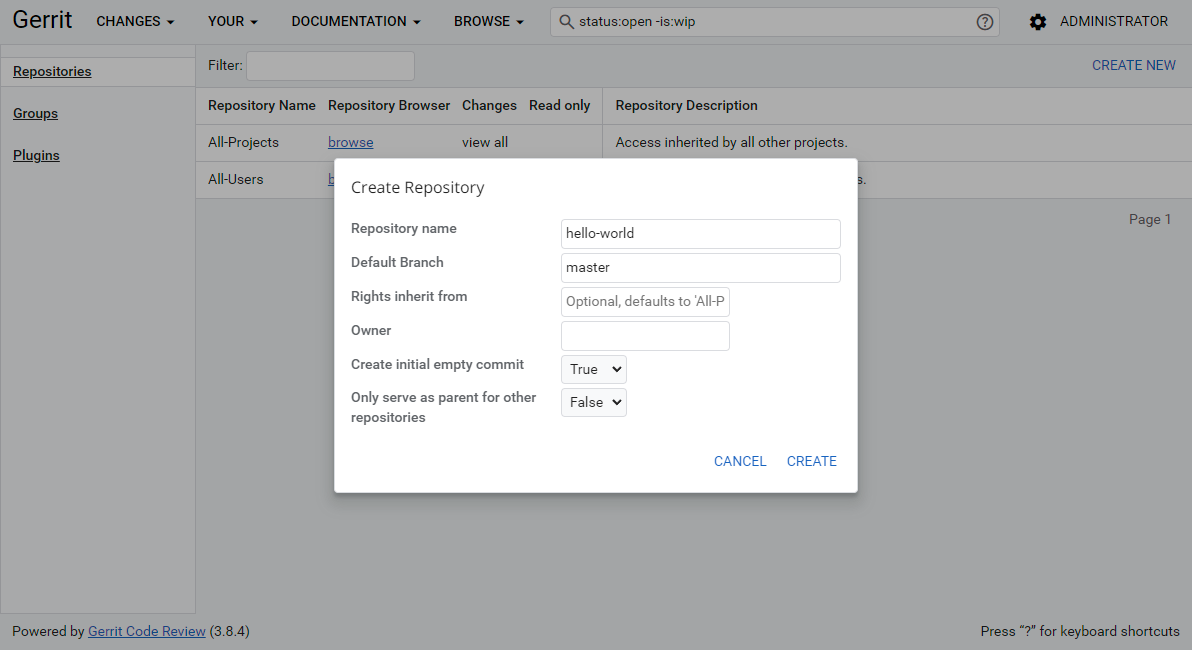 Gerrit CHANGES YOUR DOCUMENTATION BROWSE status:open -is:wip ADMINISTRATOR
Repositories
Groups
Plugins
Filter: CREATE NEW
Repository Name Repository Browser Changes Read only Repository Description
All-Projects browse view all Access inherited by all other projects.
All-Users
Page 1
Create Repository
Repository name hello-world
Default Branch master
Rights inherit from Optional, defaults to 'All-P
Owner
Create initial empty commit True
Only serve as parent for other False
repositories
CANCEL CREATE
Powered by Gerrit Code Review (3.8.4) Press “?” for keyboard shortcuts